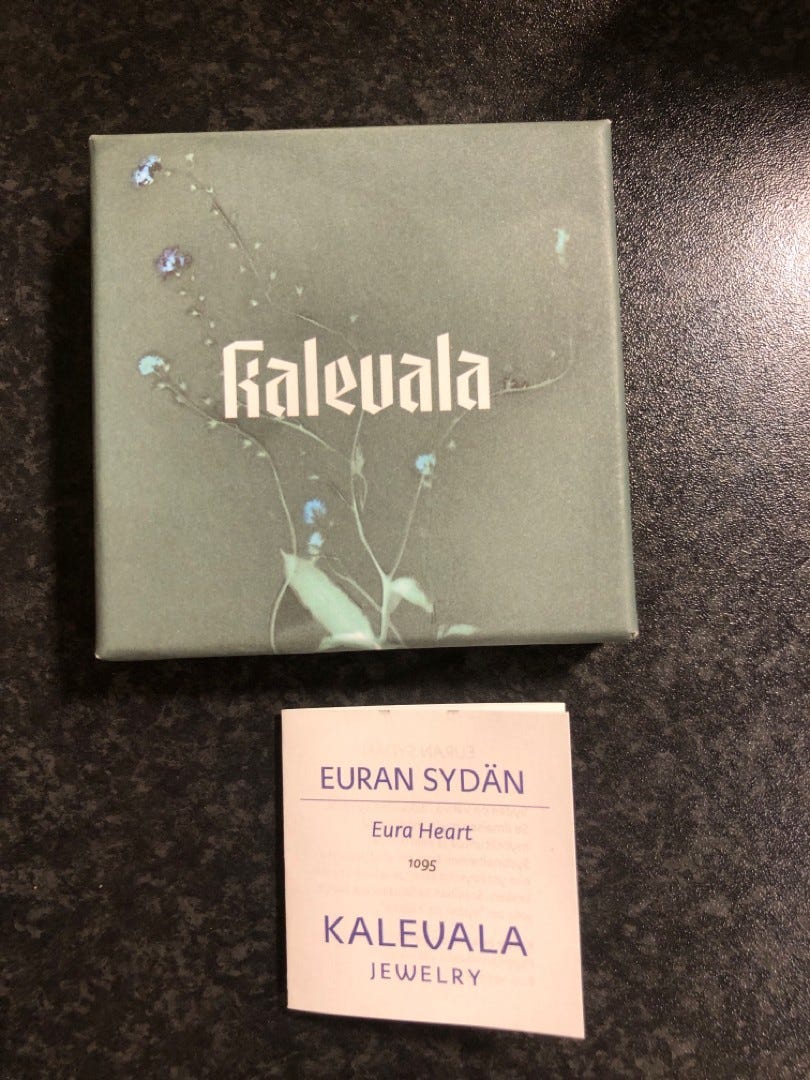 Kalevala
EURAN SYDÄN
Eura Heart
1095
KALEVALA
JEWELRY